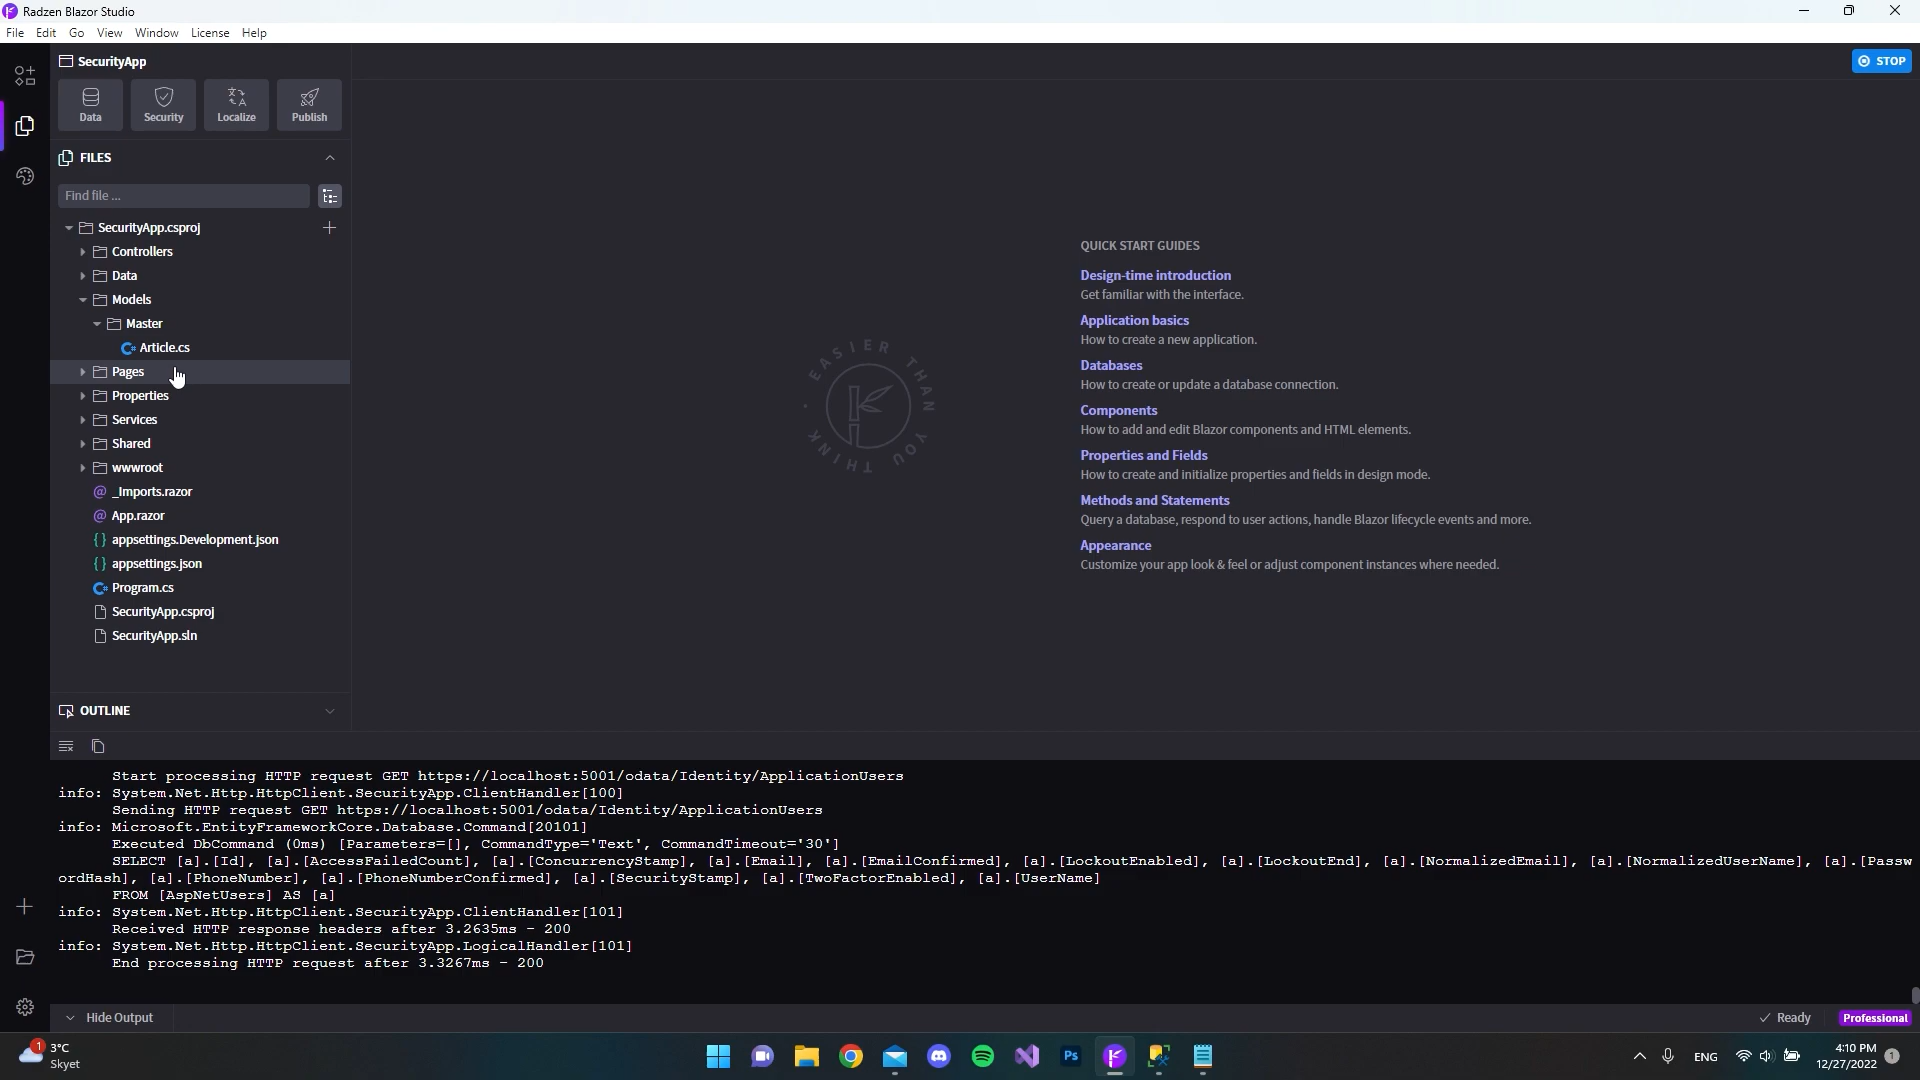 Radzen Blazor Studio
File Edit Go View Window License Help
SecurityApp
STOP
Data Security Localize Publish
FILES
Find file ...
SecurityApp.csproj
Controllers
Data
Models
Master
Article.cs
Pages
Properties
Services
Shared
wwwroot
_Imports.razor
App.razor
appsettings.Development.json
appsettings.json
Program.cs
SecurityApp.csproj
SecurityApp.sln
OUTLINE
EASIER THAN YOU THINK
QUICK START GUIDES
Design-time introduction
Get familiar with the interface.
Application basics
How to create a new application.
Databases
How to create or update a database connection.
Components
How to add and edit Blazor components and HTML elements.
Properties and Fields
How to create and initialize properties and fields in design mode.
Methods and Statements
Query a database, respond to user actions, handle Blazor lifecycle events and more.
Appearance
Customize your app look & feel or adjust component instances where needed.
Start processing HTTP request GET https://localhost:5001/odata/Identity/ApplicationUsers
info: System.Net.Http.HttpClient.SecurityApp.ClientHandler[100]
Sending HTTP request GET https://localhost:5001/odata/Identity/ApplicationUsers
info: Microsoft.EntityFrameworkCore.Database.Command[20101]
Executed DbCommand (0ms) [Parameters=[], CommandType='Text', CommandTimeout='30']
SELECT [a].[Id], [a].[AccessFailedCount], [a].[ConcurrencyStamp], [a].[Email], [a].[EmailConfirmed], [a].[LockoutEnabled], [a].[LockoutEnd], [a].[NormalizedEmail], [a].[NormalizedUserName], [a].[Passw
ordHash], [a].[PhoneNumber], [a].[PhoneNumberConfirmed], [a].[SecurityStamp], [a].[TwoFactorEnabled], [a].[UserName]
FROM [AspNetUsers] AS [a]
info: System.Net.Http.HttpClient.SecurityApp.ClientHandler[101]
Received HTTP response headers after 3.2635ms - 200
info: System.Net.Http.HttpClient.SecurityApp.LogicalHandler[101]
End processing HTTP request after 3.3267ms - 200
Hide Output
Ready
Professional
1
3°C
Skyet
Ps
ENG
4:10 PM
12/27/2022
1